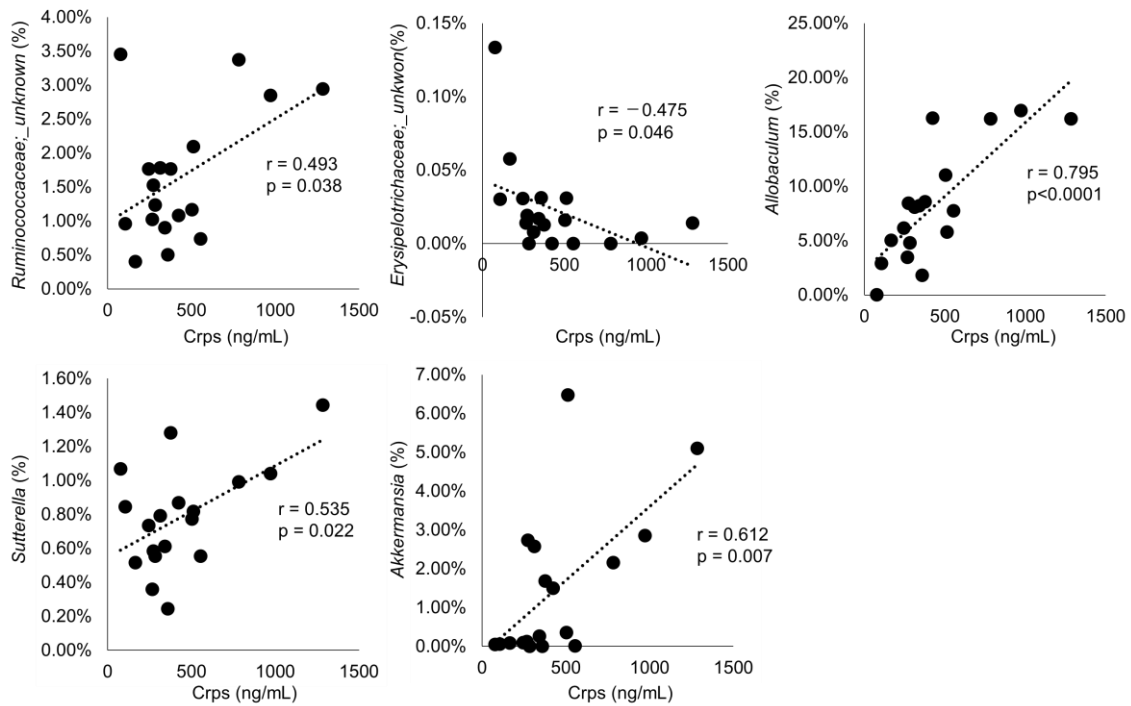 Ruminococcaceae;_unknown (%)
4.00%
3.50%
3.00%
2.50%
2.00%
1.50%
1.00%
0.50%
0.00%
r = 0.493
p = 0.038
0 500 1000 1500
Crps (ng/mL)
Erysipelotrichaceae;_unkwon(%)
0.15%
0.10%
0.05%
0.00%
-0.05%
r = －0.475
p = 0.046
0 500 1000 1500
Crps (ng/mL)
Allobaculum (%)
25.00%
20.00%
15.00%
10.00%
5.00%
0.00%
r = 0.795
p<0.0001
0 500 1000 1500
Crps (ng/mL)
Sutterella (%)
1.60%
1.40%
1.20%
1.00%
0.80%
0.60%
0.40%
0.20%
0.00%
r = 0.535
p = 0.022
0 500 1000 1500
Crps (ng/mL)
Akkermansia (%)
7.00%
6.00%
5.00%
4.00%
3.00%
2.00%
1.00%
0.00%
r = 0.612
p = 0.007
0 500 1000 1500
Crps (ng/mL)